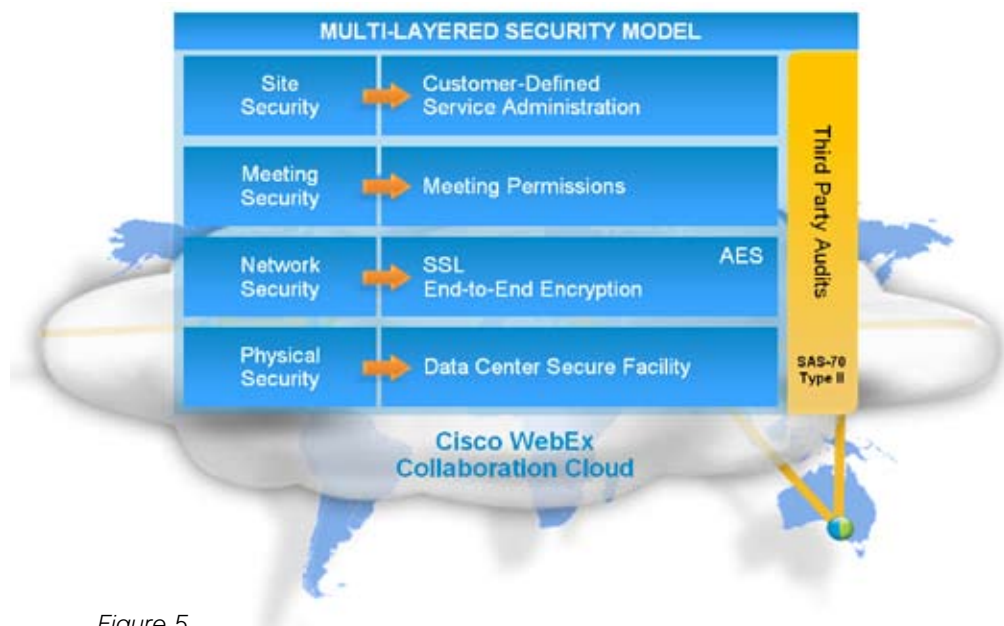 MULTI-LAYERED SECURITY MODEL
Site
Security
Customer-Defined
Service Administration
Meeting
Security
Meeting Permissions
Network
Security
SSL
End-to-End Encryption
AES
Physical
Security
Data Center Secure Facility
Third Party Audits
SAS-70
Type II
Cisco WebEx
Collaboration Cloud
Figure 5